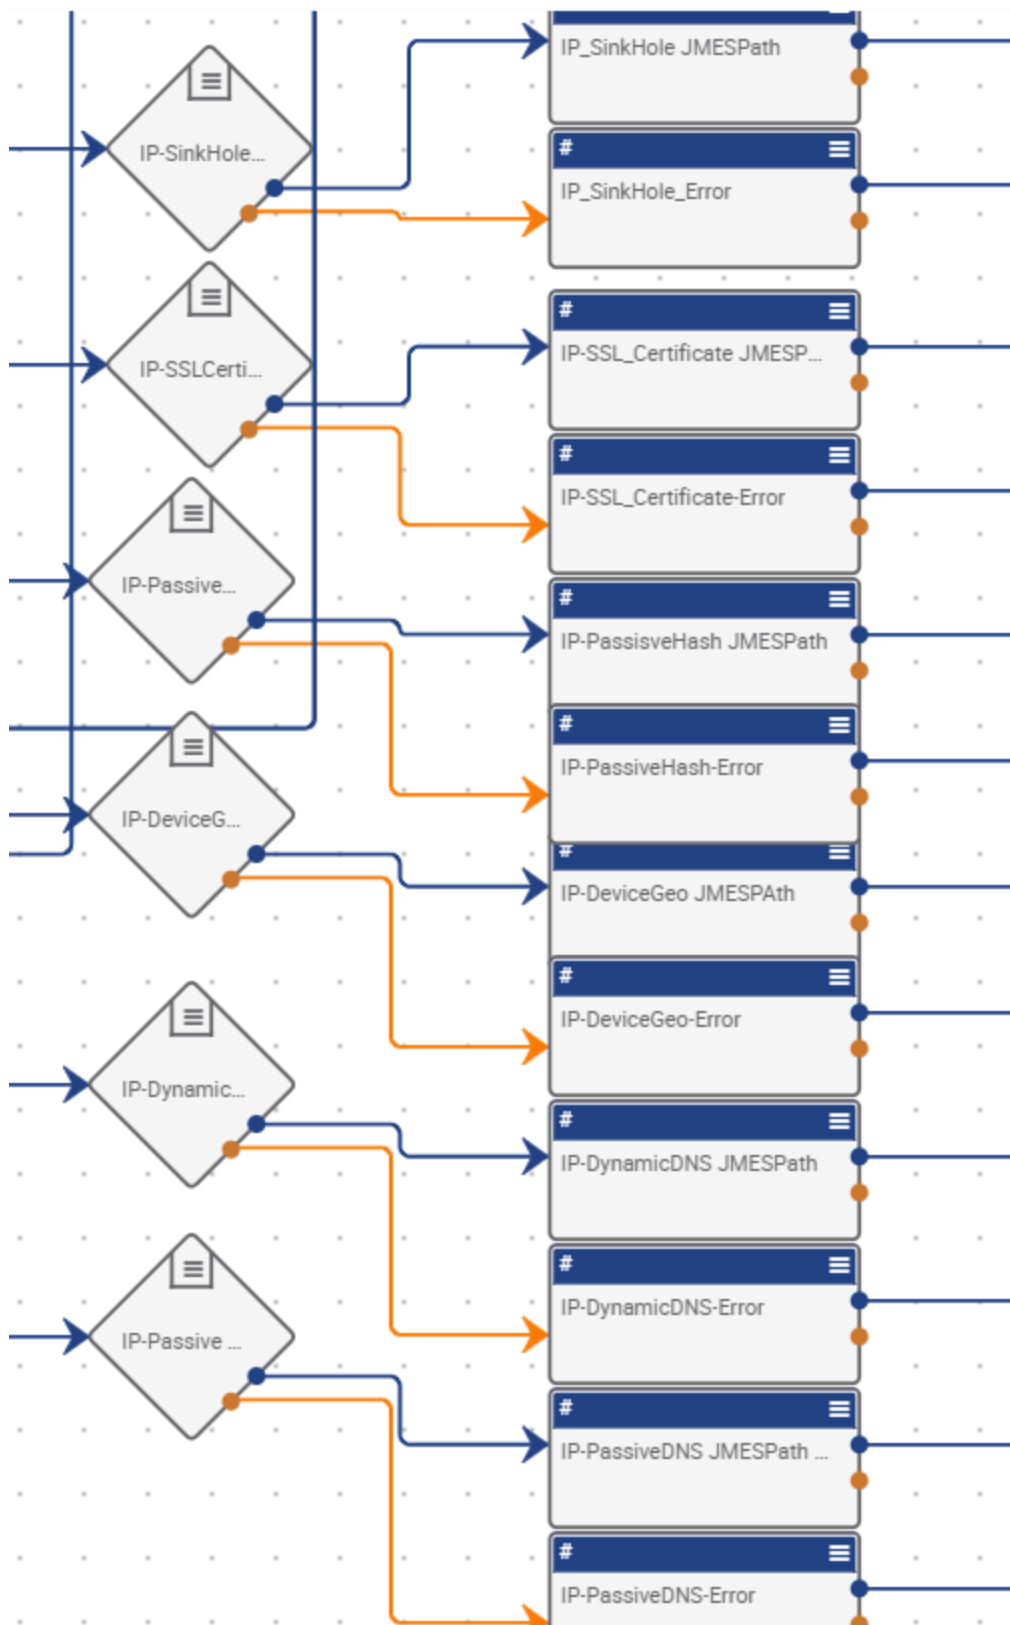 IP_SinkHole JMESPath
IP-SinkHole...
#
IP_SinkHole_Error
#
IP-SSL_Certificate JMESP...
IP-SSLCerti...
#
IP-SSL_Certificate-Error
IP-Passive...
#
IP-PassisveHash JMESPath
#
IP-PassiveHash-Error
IP-DeviceG...
#
IP-DeviceGeo JMESPAth
#
IP-DeviceGeo-Error
IP-Dynamic...
#
IP-DynamicDNS JMESPath
#
IP-DynamicDNS-Error
IP-Passive ...
#
IP-PassiveDNS JMESPath ...
#
IP-PassiveDNS-Error